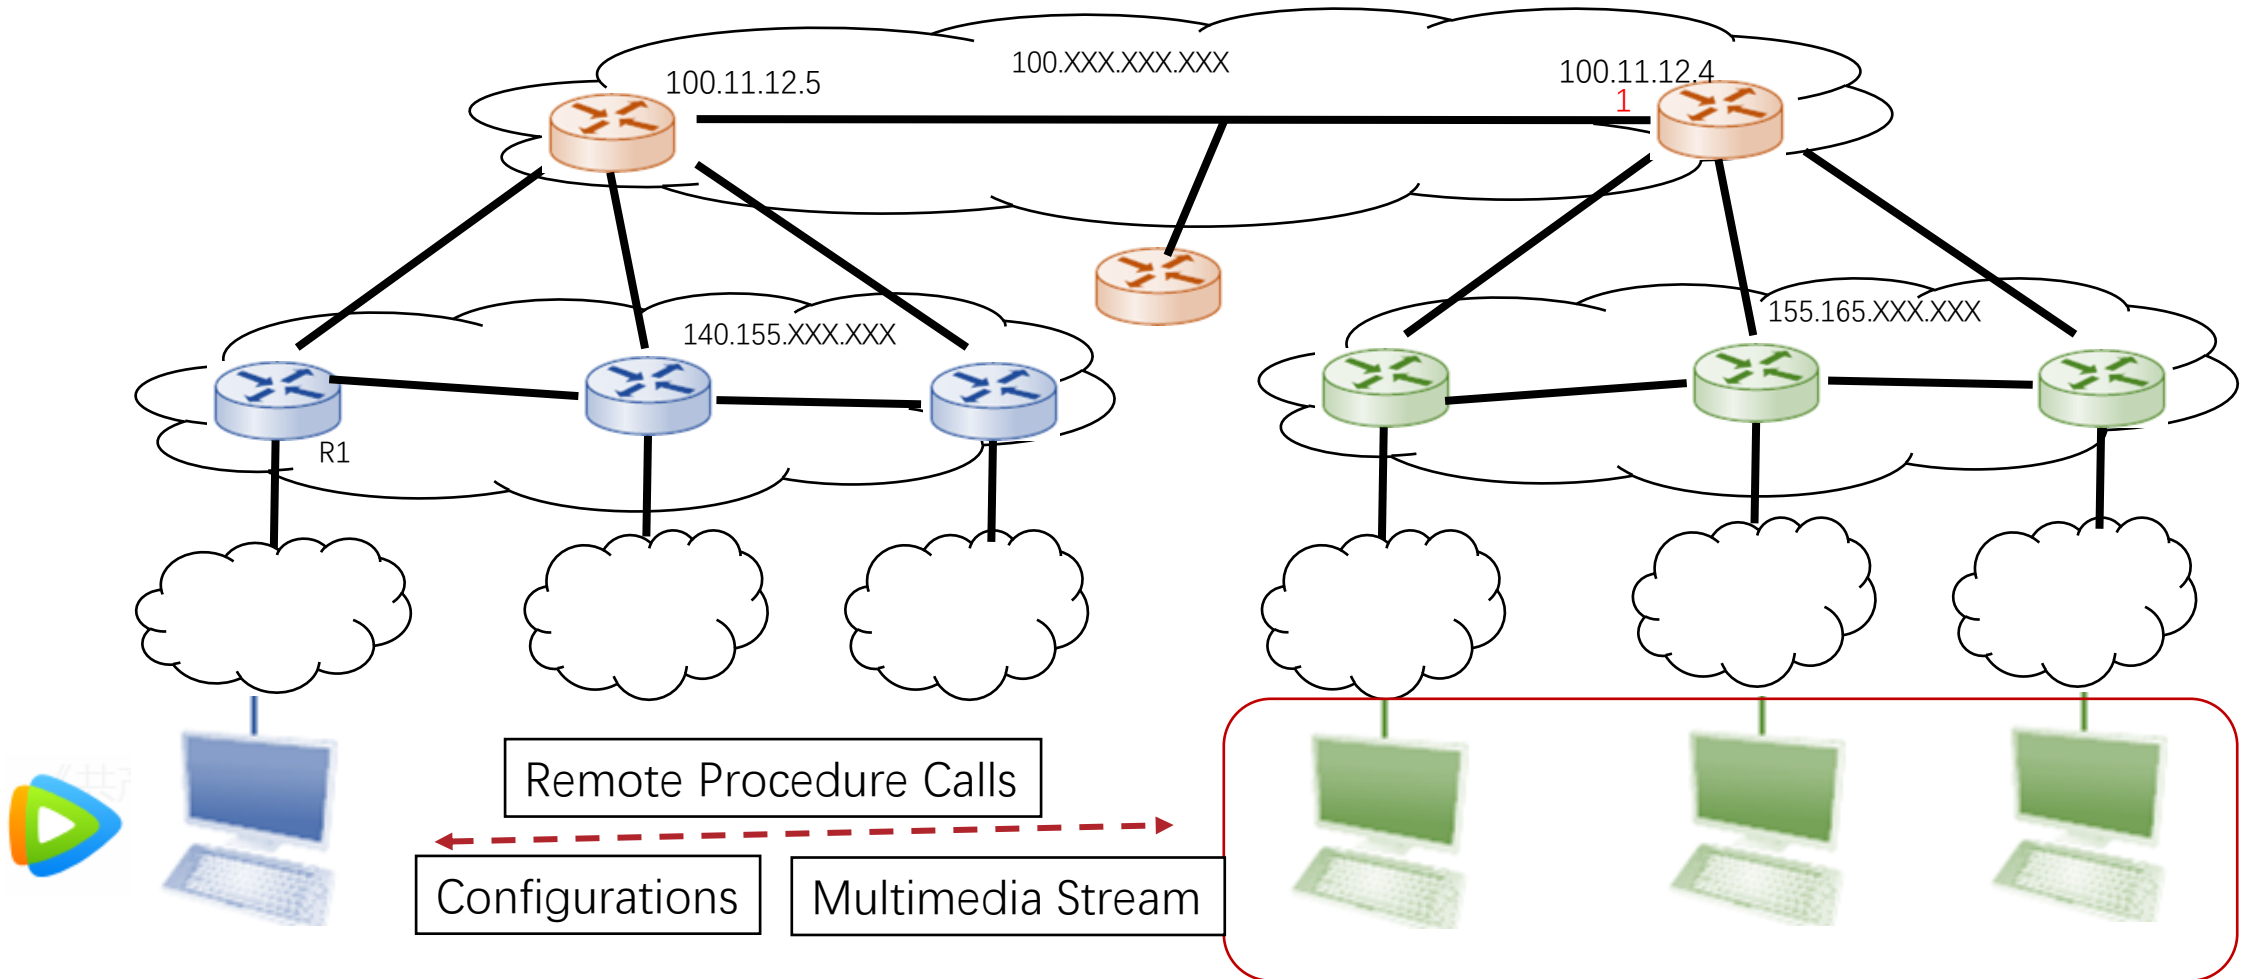 100.XXX.XXX.XXX
100.11.12.5
100.11.12.4
1
140.155.XXX.XXX
155.165.XXX.XXX
R1
Remote Procedure Calls
Configurations
Multimedia Stream